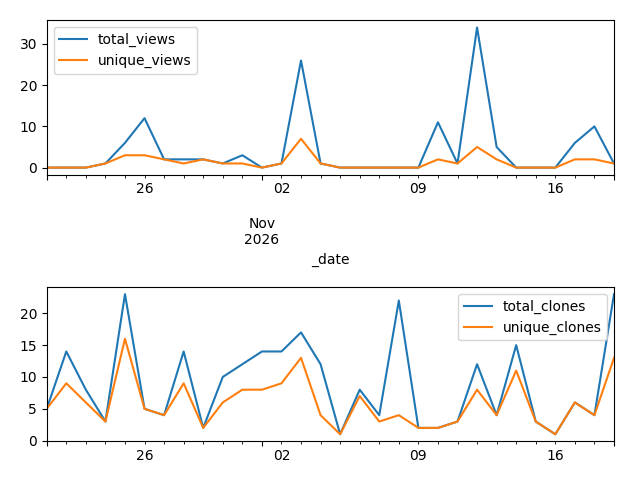 total_views
unique_views
30
20
10
0
26 02 09 16
Nov
2026
_date
total_clones
unique_clones
20
15
10
5
0
26 02 09 16